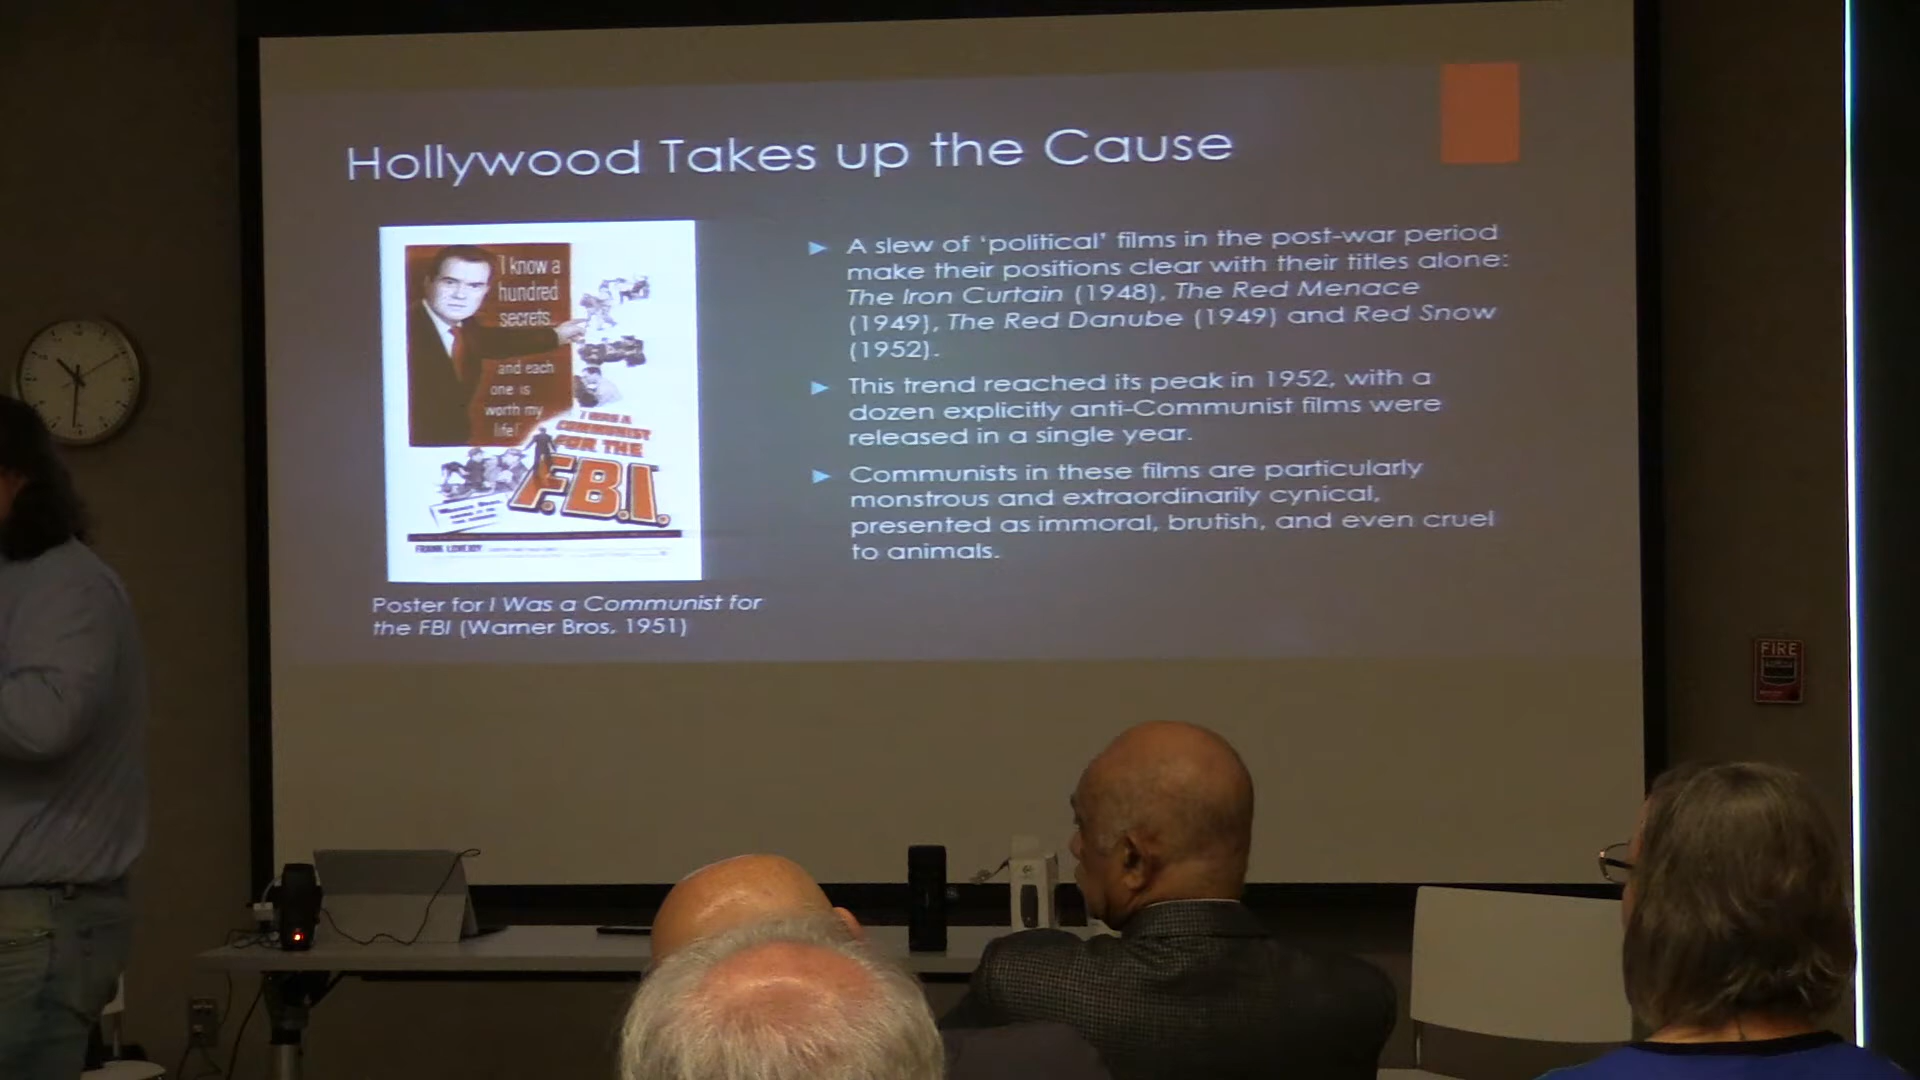 Hollywood Takes up the Cause
I know a
hundred
secrets
and each
one is
worth my
life!
I WAS A
COMMUNIST
FOR THE
F.B.I.
FRANK LOVEJOY
Poster for I Was a Communist for
the FBI (Warner Bros. 1951)
► A slew of ‘political’ films in the post-war period
make their positions clear with their titles alone:
The Iron Curtain (1948), The Red Menace
(1949), The Red Danube (1949) and Red Snow
(1952).
► This trend reached its peak in 1952, with a
dozen explicitly anti-Communist films were
released in a single year.
► Communists in these films are particularly
monstrous and extraordinarily cynical,
presented as immoral, brutish, and even cruel
to animals.
FIRE